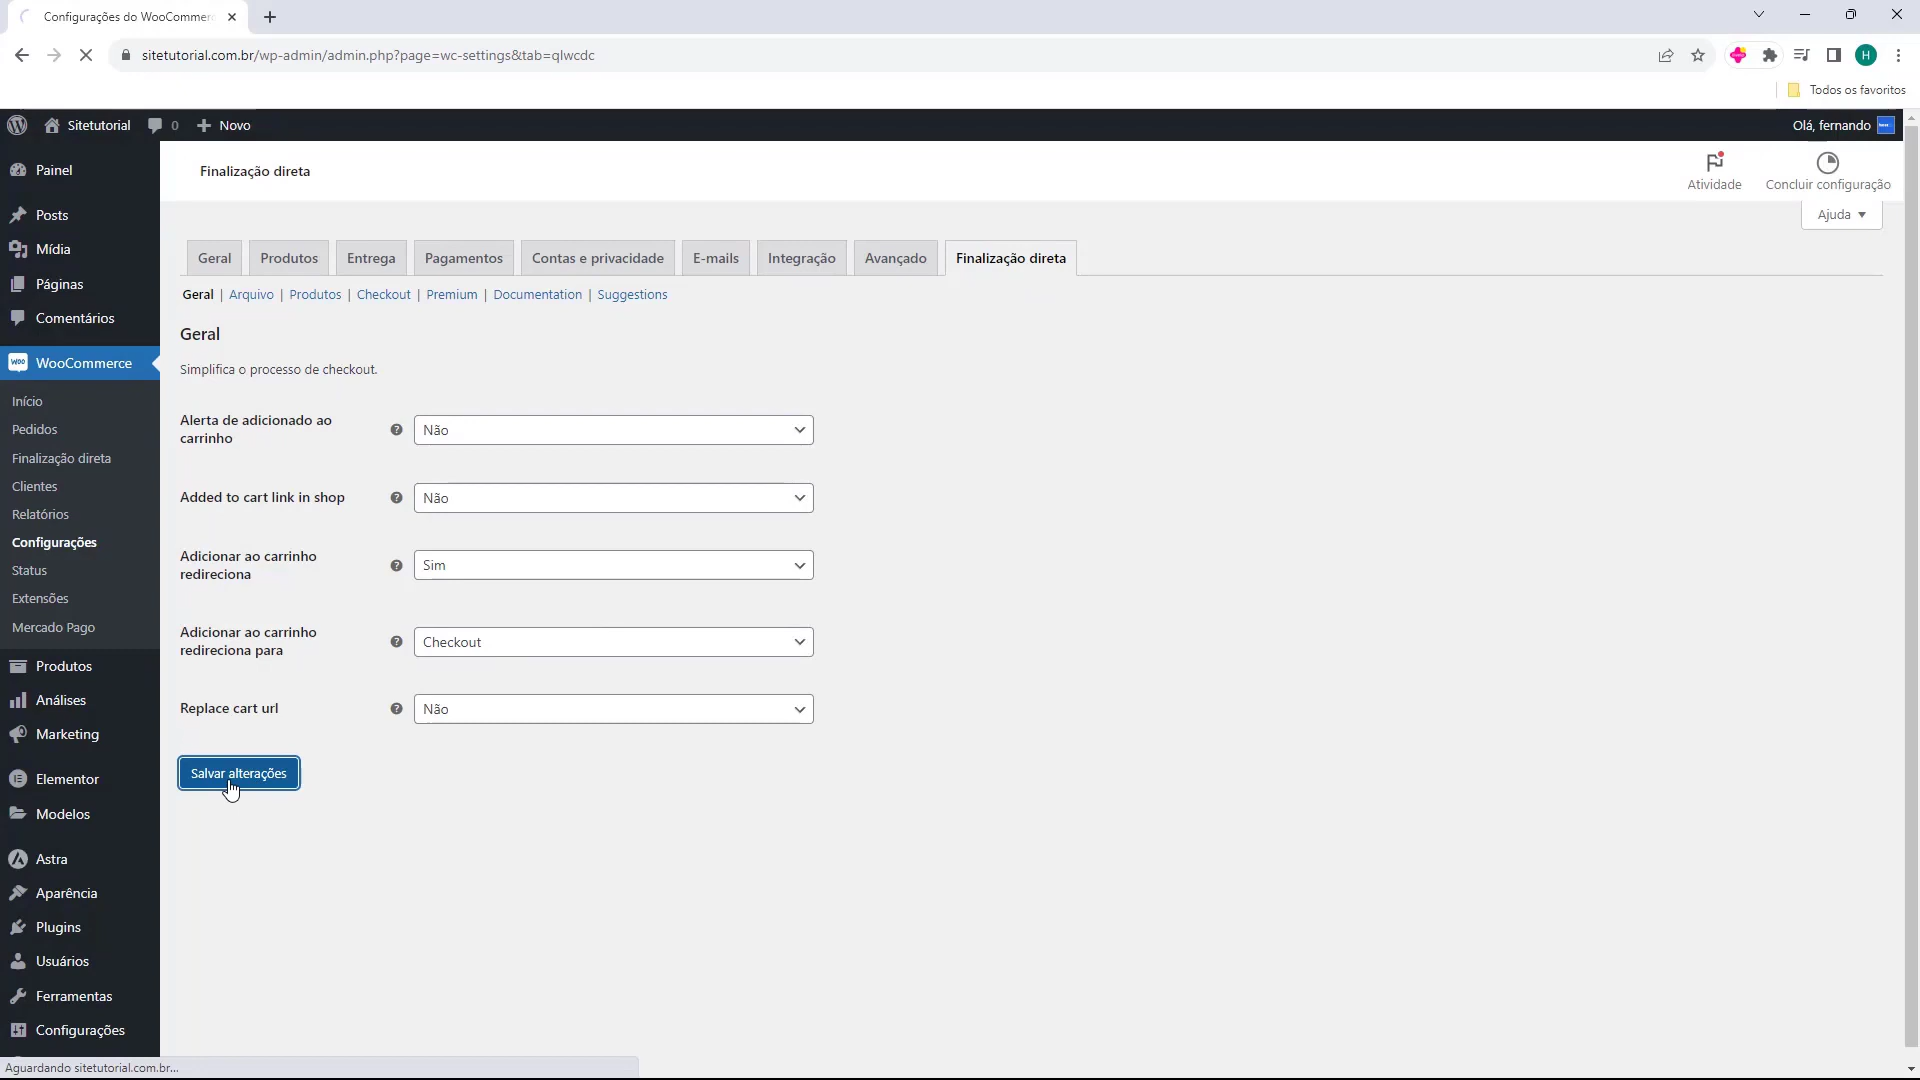 Configurações do WooCommer
sitetutorial.com.br/wp-admin/admin.php?page=wc-settings&tab=qlwcdc
H
Todos os favoritos
Sitetutorial
0
Novo
Olá, fernando
Painel
Posts
Mídia
Páginas
Comentários
WooCommerce
Início
Pedidos
Finalização direta
Clientes
Relatórios
Configurações
Status
Extensões
Mercado Pago
Produtos
Análises
Marketing
Elementor
Modelos
Astra
Aparência
Plugins
Usuários
Ferramentas
Configurações
Finalização direta
Atividade
Concluir configuração
Ajuda
Geral
Produtos
Entrega
Pagamentos
Contas e privacidade
E-mails
Integração
Avançado
Finalização direta
Geral | Arquivo | Produtos | Checkout | Premium | Documentation | Suggestions
Geral
Simplifica o processo de checkout.
Alerta de adicionado ao
carrinho
Não
Added to cart link in shop
Não
Adicionar ao carrinho
redireciona
Sim
Adicionar ao carrinho
redireciona para
Checkout
Replace cart url
Não
Salvar alterações
Aguardando sitetutorial.com.br...